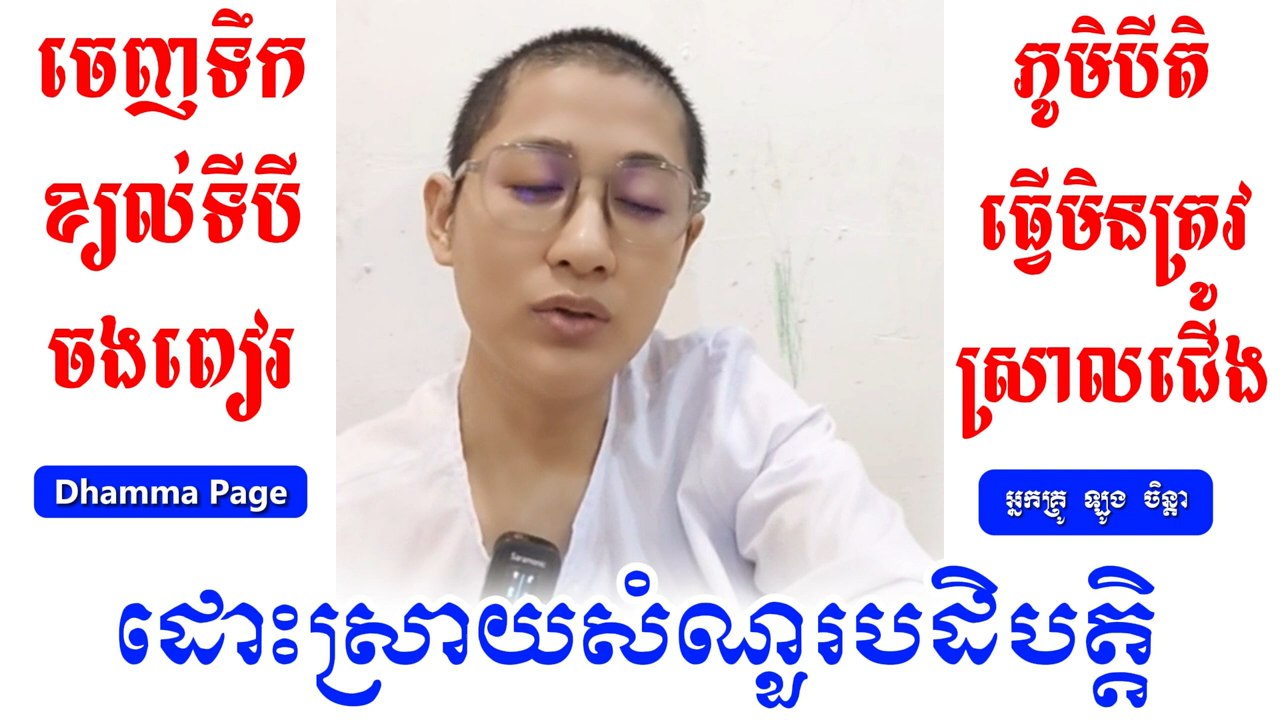 ចេញទឹក
ខ្យល់ទីបី
ចងពៀរ
Dhamma Page
ភូមិបីតិ
ធ្វើមិនត្រូវ
ស្រាលជើង
អ្នកគ្រូ ឡុង ចិន្តា
Saramonic
ដោះស្រាយសំណួរបដិបត្តិ